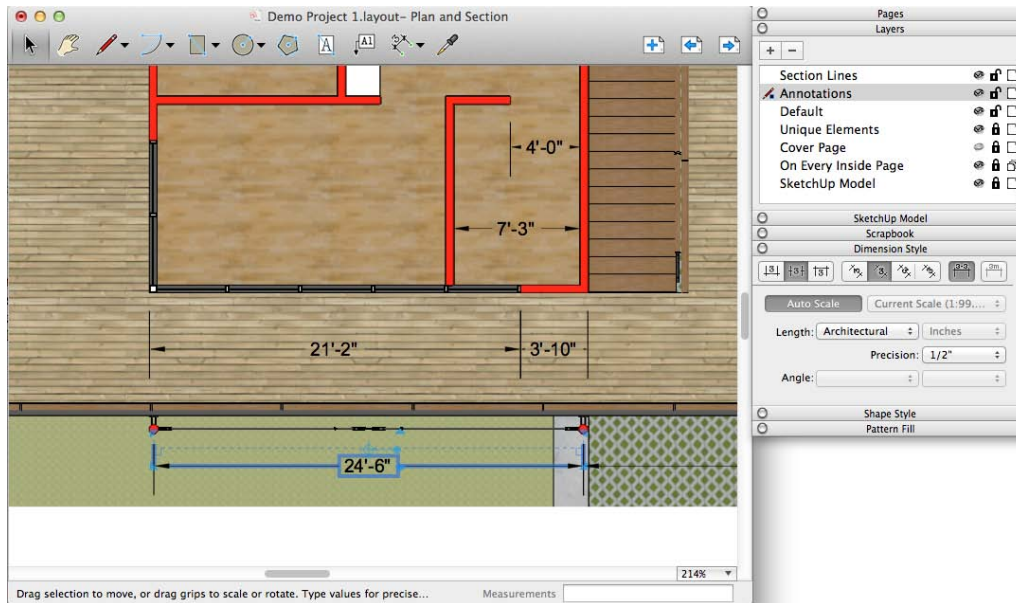 Demo Project 1.layout– Plan and Section
A
A1
4'-0"
7'-3"
21'-2"
3'-10"
24'-6"
214%
Drag selection to move, or drag grips to scale or rotate. Type values for precise...
Measurements
Pages
Layers
Section Lines
Annotations
Default
Unique Elements
Cover Page
On Every Inside Page
SketchUp Model
SketchUp Model
Scrapbook
Dimension Style
Auto Scale
Current Scale (1:99....
Length: Architectural
Inches
Precision: 1/2"
Angle:
Shape Style
Pattern Fill